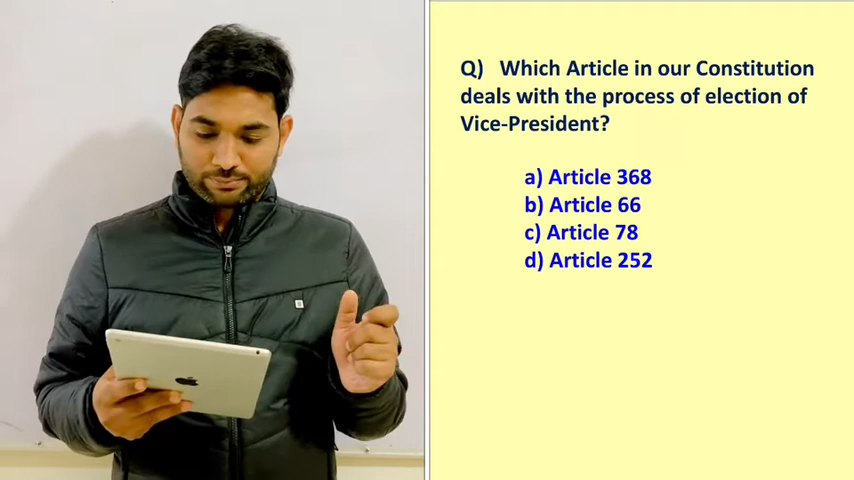 Q) Which Article in our Constitution
deals with the process of election of
Vice-President?
a) Article 368
b) Article 66
c) Article 78
d) Article 252